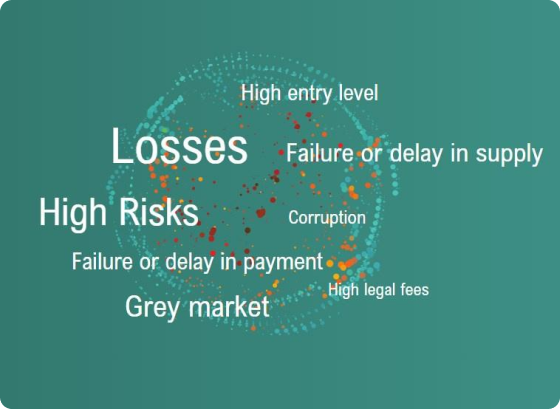 High entry level
Losses
Failure or delay in supply
High Risks
Corruption
Failure or delay in payment
High legal fees
Grey market